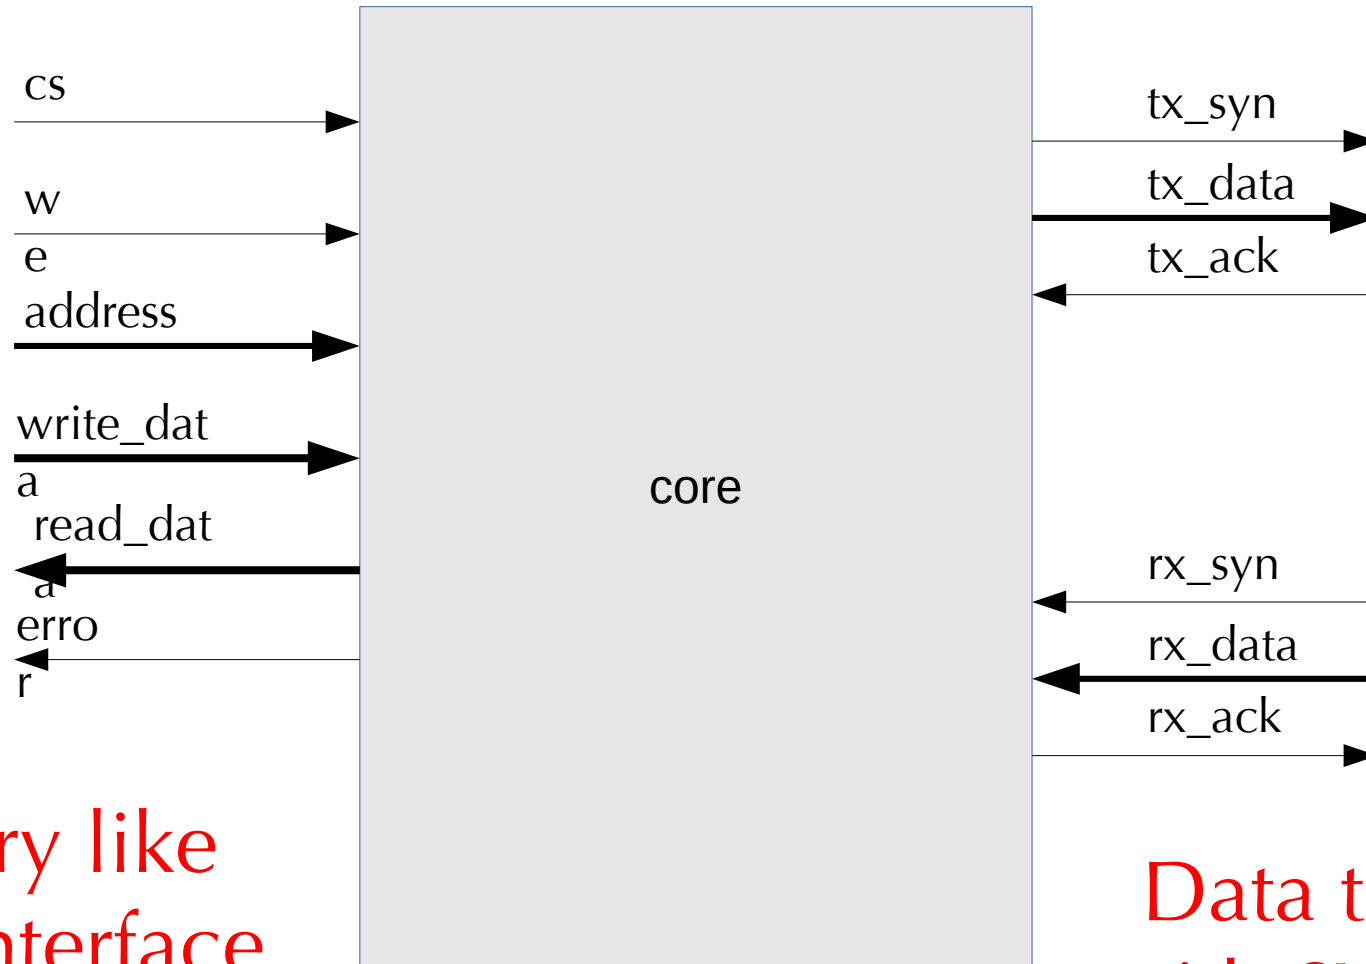 cs
w
e
address
write_dat
a
read_dat
a
erro
r
core
tx_syn
tx_data
tx_ack
rx_syn
rx_data
rx_ack
ry like
nterface
Data t